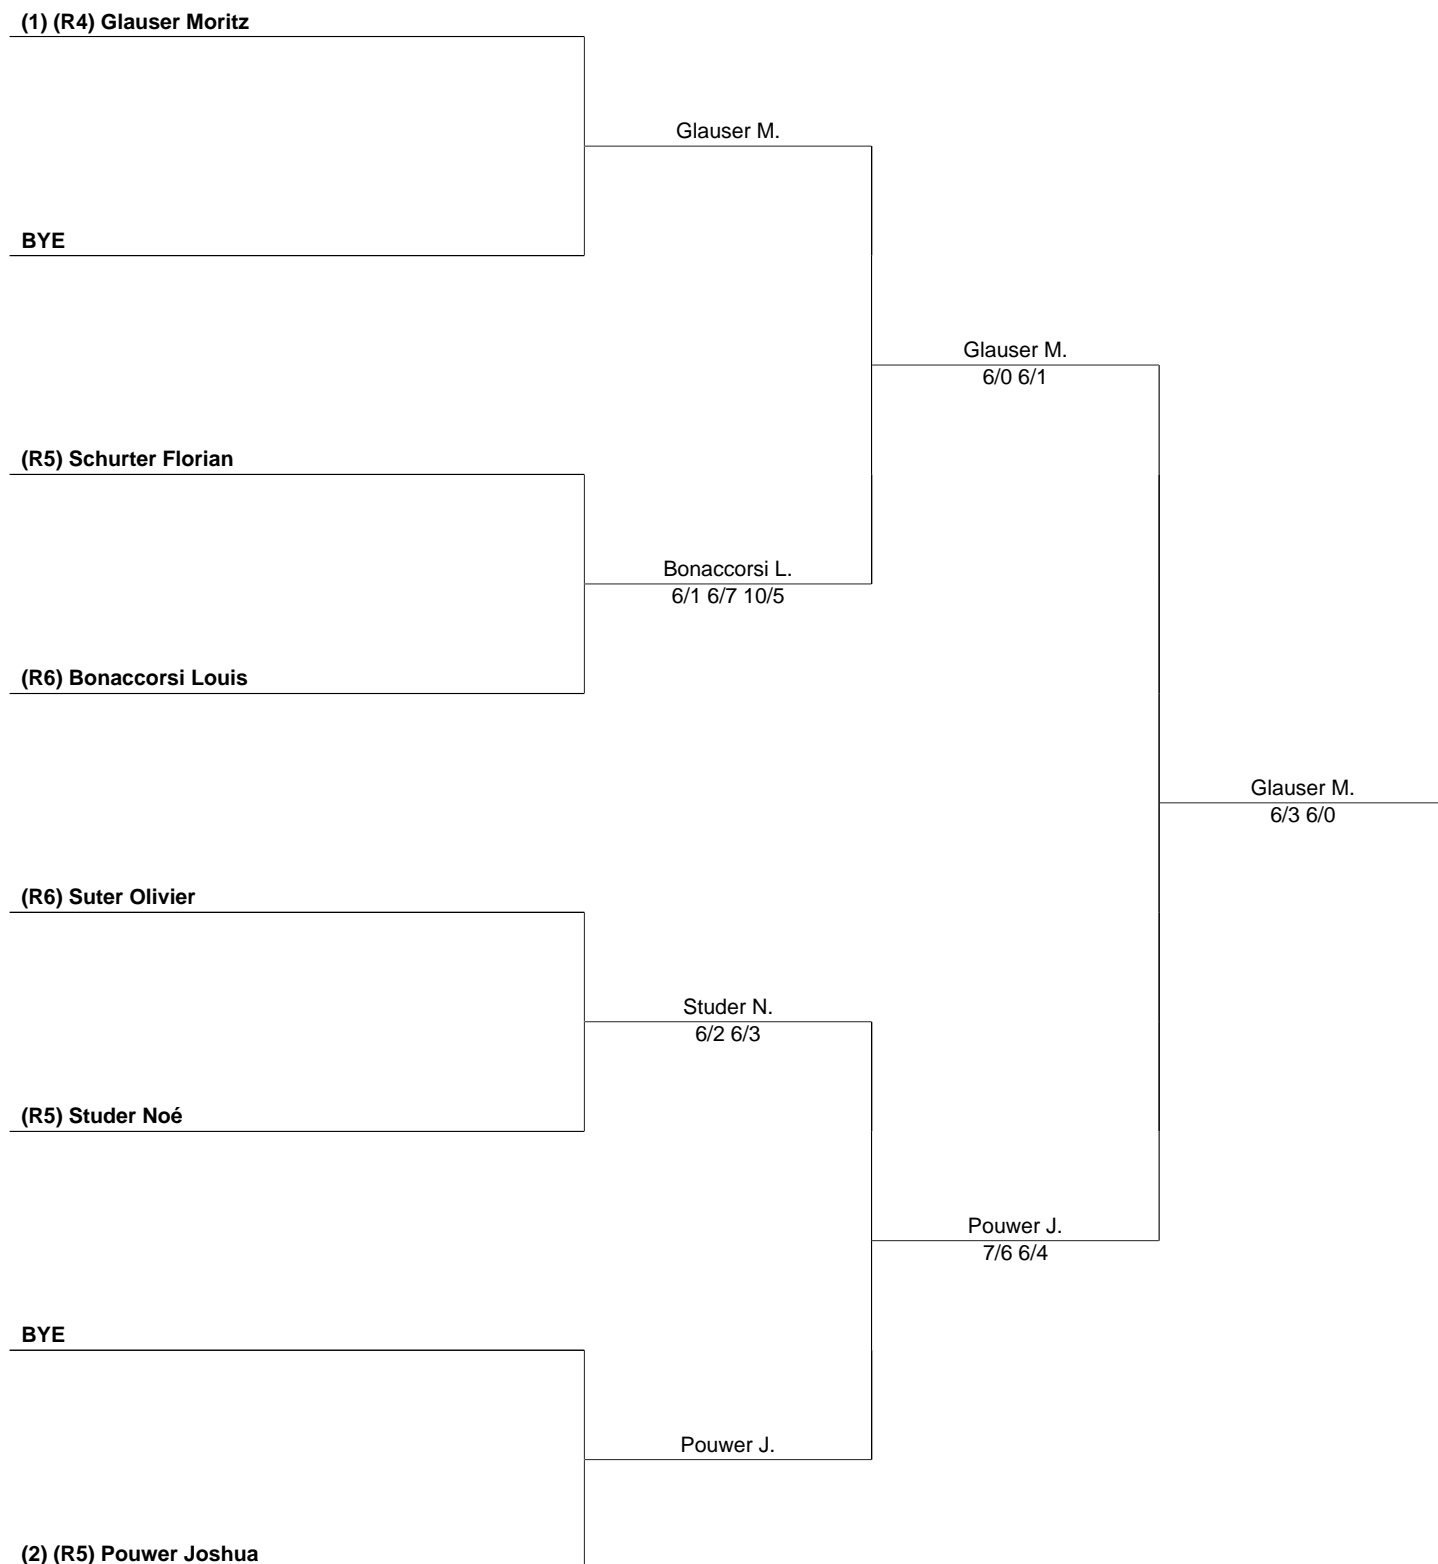 (1) (R4) Glauser Moritz
Glauser M.
BYE
Glauser M.
6/0 6/1
(R5) Schurter Florian
Bonaccorsi L.
6/1 6/7 10/5
(R6) Bonaccorsi Louis
Glauser M.
6/3 6/0
(R6) Suter Olivier
Studer N.
6/2 6/3
(R5) Studer Noé
Pouwer J.
7/6 6/4
BYE
Pouwer J.
(2) (R5) Pouwer Joshua